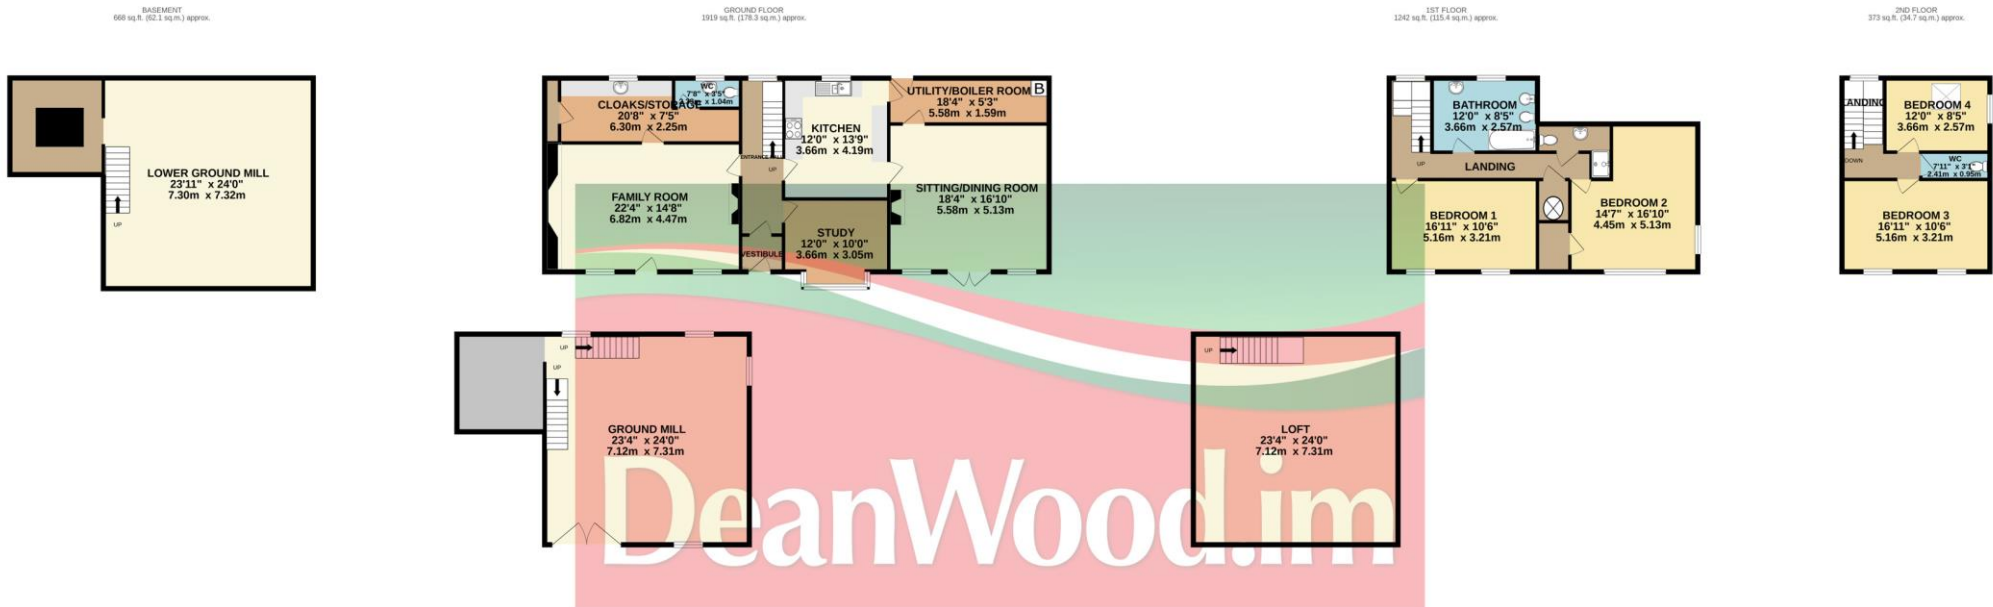 BASEMENT
668 sq.ft. (62.1 sq.m.) approx.
GROUND FLOOR
1919 sq.ft. (178.3 sq.m.) approx.
1ST FLOOR
1242 sq.ft. (115.4 sq.m.) approx.
2ND FLOOR
373 sq.ft. (34.7 sq.m.) approx.
LOWER GROUND MILL
23'11" x 24'0"
7.30m x 7.32m
UP
CLOAKS/STORAGE
20'8" x 7'5"
6.30m x 2.25m
WC
7'8" x 3'5"
x 1.04m
KITCHEN
12'0" x 13'9"
3.66m x 4.19m
UTILITY/BOILER ROOM
18'4" x 5'3"
5.58m x 1.59m
B
ENTRANCE HALL
UP
FAMILY ROOM
22'4" x 14'8"
6.82m x 4.47m
SITTING/DINING ROOM
18'4" x 16'10"
5.58m x 5.13m
STUDY
12'0" x 10'0"
3.66m x 3.05m
VESTIBULE
BATHROOM
12'0" x 8'5"
3.66m x 2.57m
UP
LANDING
BEDROOM 1
16'11" x 10'6"
5.16m x 3.21m
BEDROOM 2
14'7" x 16'10"
4.45m x 5.13m
LANDING
BEDROOM 4
12'0" x 8'5"
3.66m x 2.57m
DOWN
WC
7'11" x 3'1"
2.41m x 0.95m
BEDROOM 3
16'11" x 10'6"
5.16m x 3.21m
UP
UP
GROUND MILL
23'4" x 24'0"
7.12m x 7.31m
UP
LOFT
23'4" x 24'0"
7.12m x 7.31m
DeanWood.im